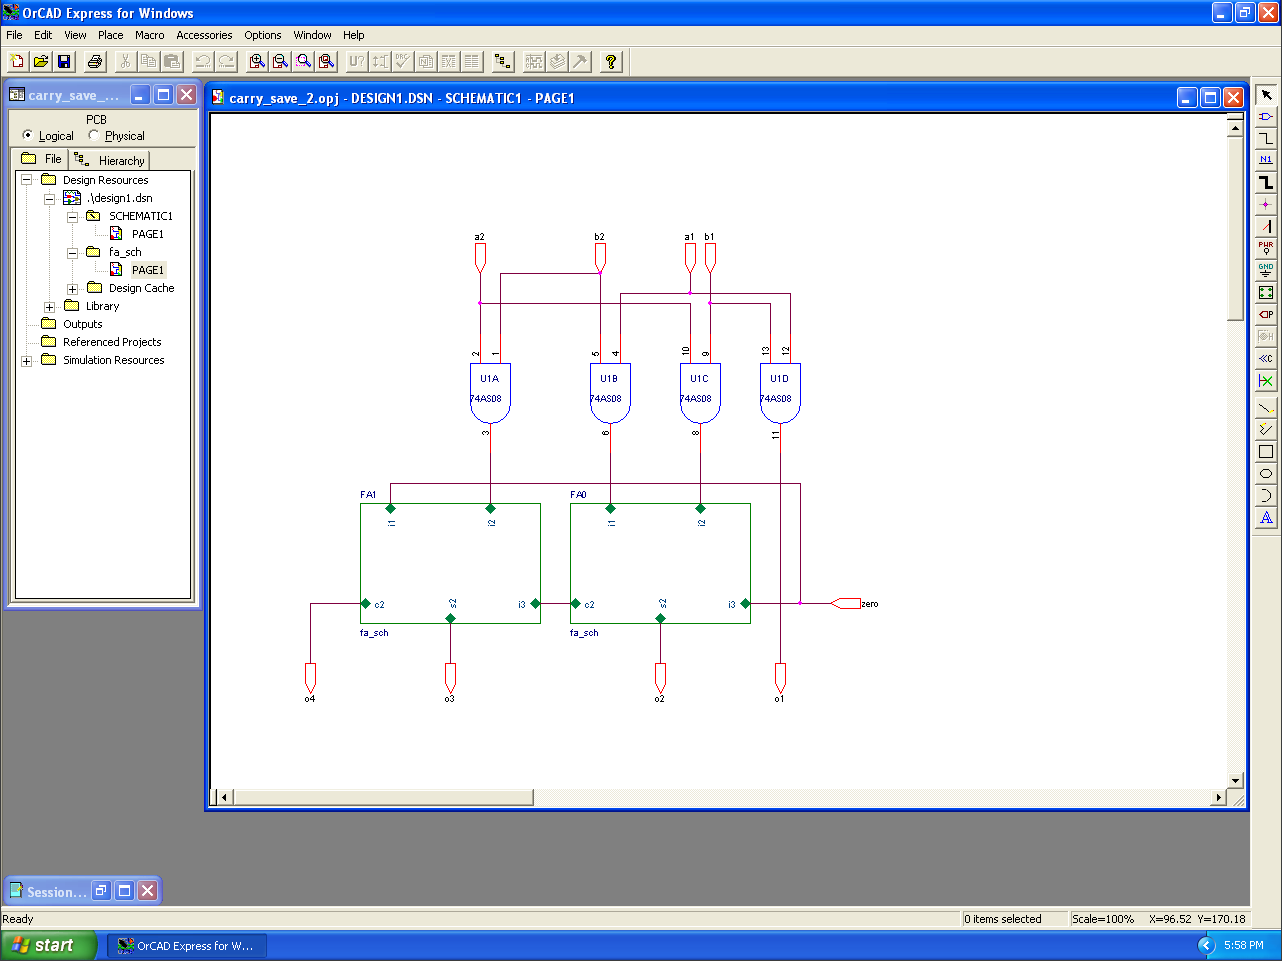 OrCAD Express for Windows
File Edit View Place Macro Accessories Options Window Help
U? DRC
carry_save_...
PCB
Logical Physical
File Hierarchy
Design Resources
.\design1.dsn
SCHEMATIC1
PAGE1
fa_sch
PAGE1
Design Cache
Library
Outputs
Referenced Projects
Simulation Resources
carry_save_2.opj - DESIGN1.DSN - SCHEMATIC1 - PAGE1
a2 b2 a1 b1
2 1 5 4 10 9 13 12
U1A U1B U1C U1D
74AS08 74AS08 74AS08 74AS08
3 6 8 11
FA1 FA0
i1 i2 i1 i2
c2 s2 i3 c2 s2 i3 zero
fa_sch fa_sch
o4 o3 o2 o1
N1
PWR
GND
Session...
Ready 0 items selected Scale=100% X=96.52 Y=170.18
start OrCAD Express for W... 5:58 PM